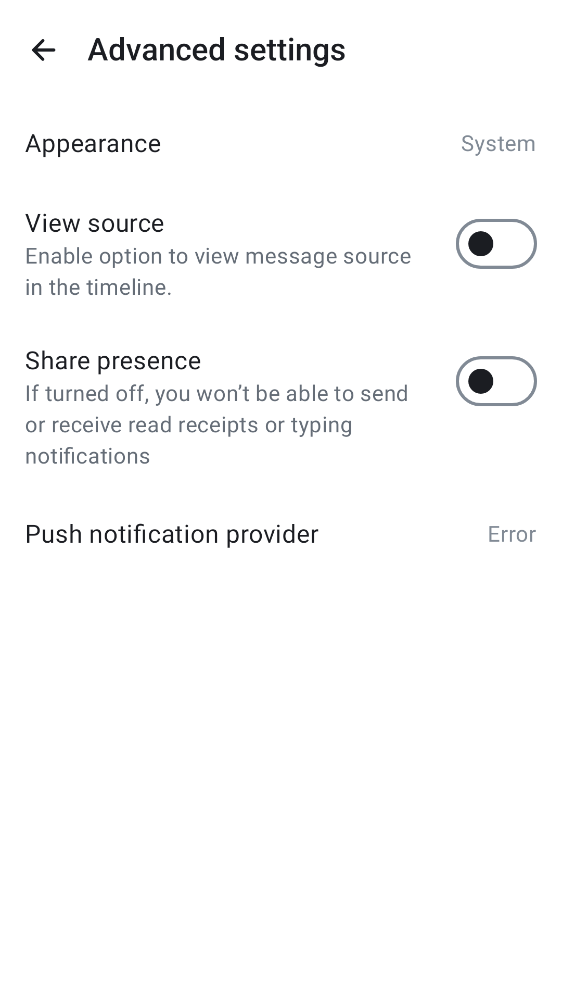 Advanced settings
Appearance
System
View source
Enable option to view message source
in the timeline.
Share presence
If turned off, you won’t be able to send
or receive read receipts or typing
notifications
Push notification provider
Error